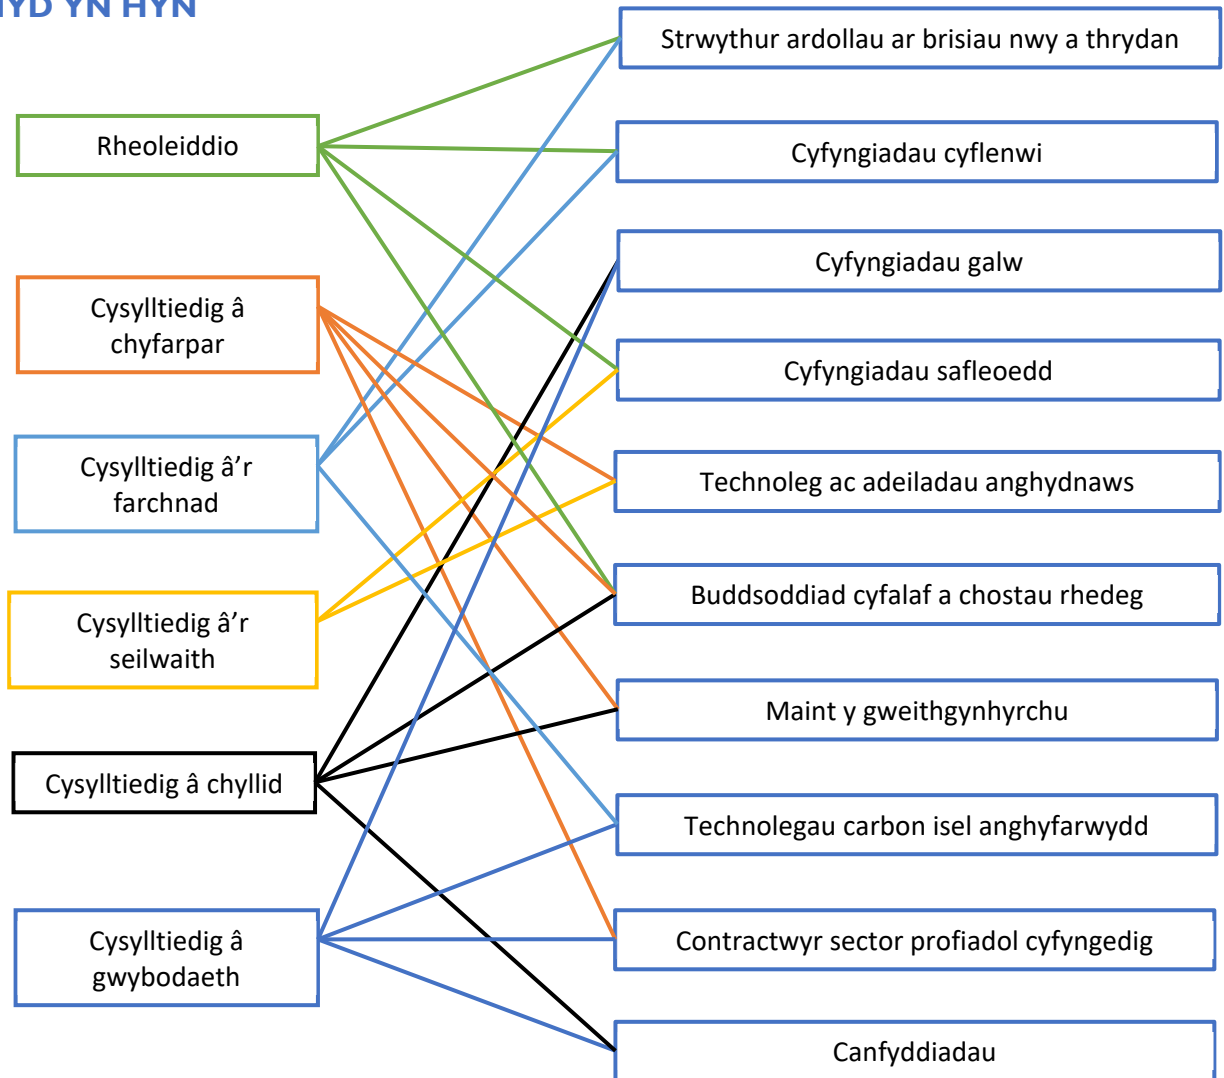 YN HYN
Rheoleiddio
Cysylltiedig â
chyfarpar
Cysylltiedig â’r
farchnad
Cysylltiedig â’r
seilwaith
Cysylltiedig â chyllid
Cysylltiedig â
gwybodaeth
Strwythur ardollau ar brisiau nwy a thrydan
Cyfyngiadau cyflenwi
Cyfyngiadau galw
Cyfyngiadau safleoedd
Technoleg ac adeiladau anghydnaws
Buddsoddiad cyfalaf a chostau rhedeg
Maint y gweithgynhyrchu
Technolegau carbon isel anghyfarwydd
Contractwyr sector profiadol cyfyngedig
Canfyddiadau